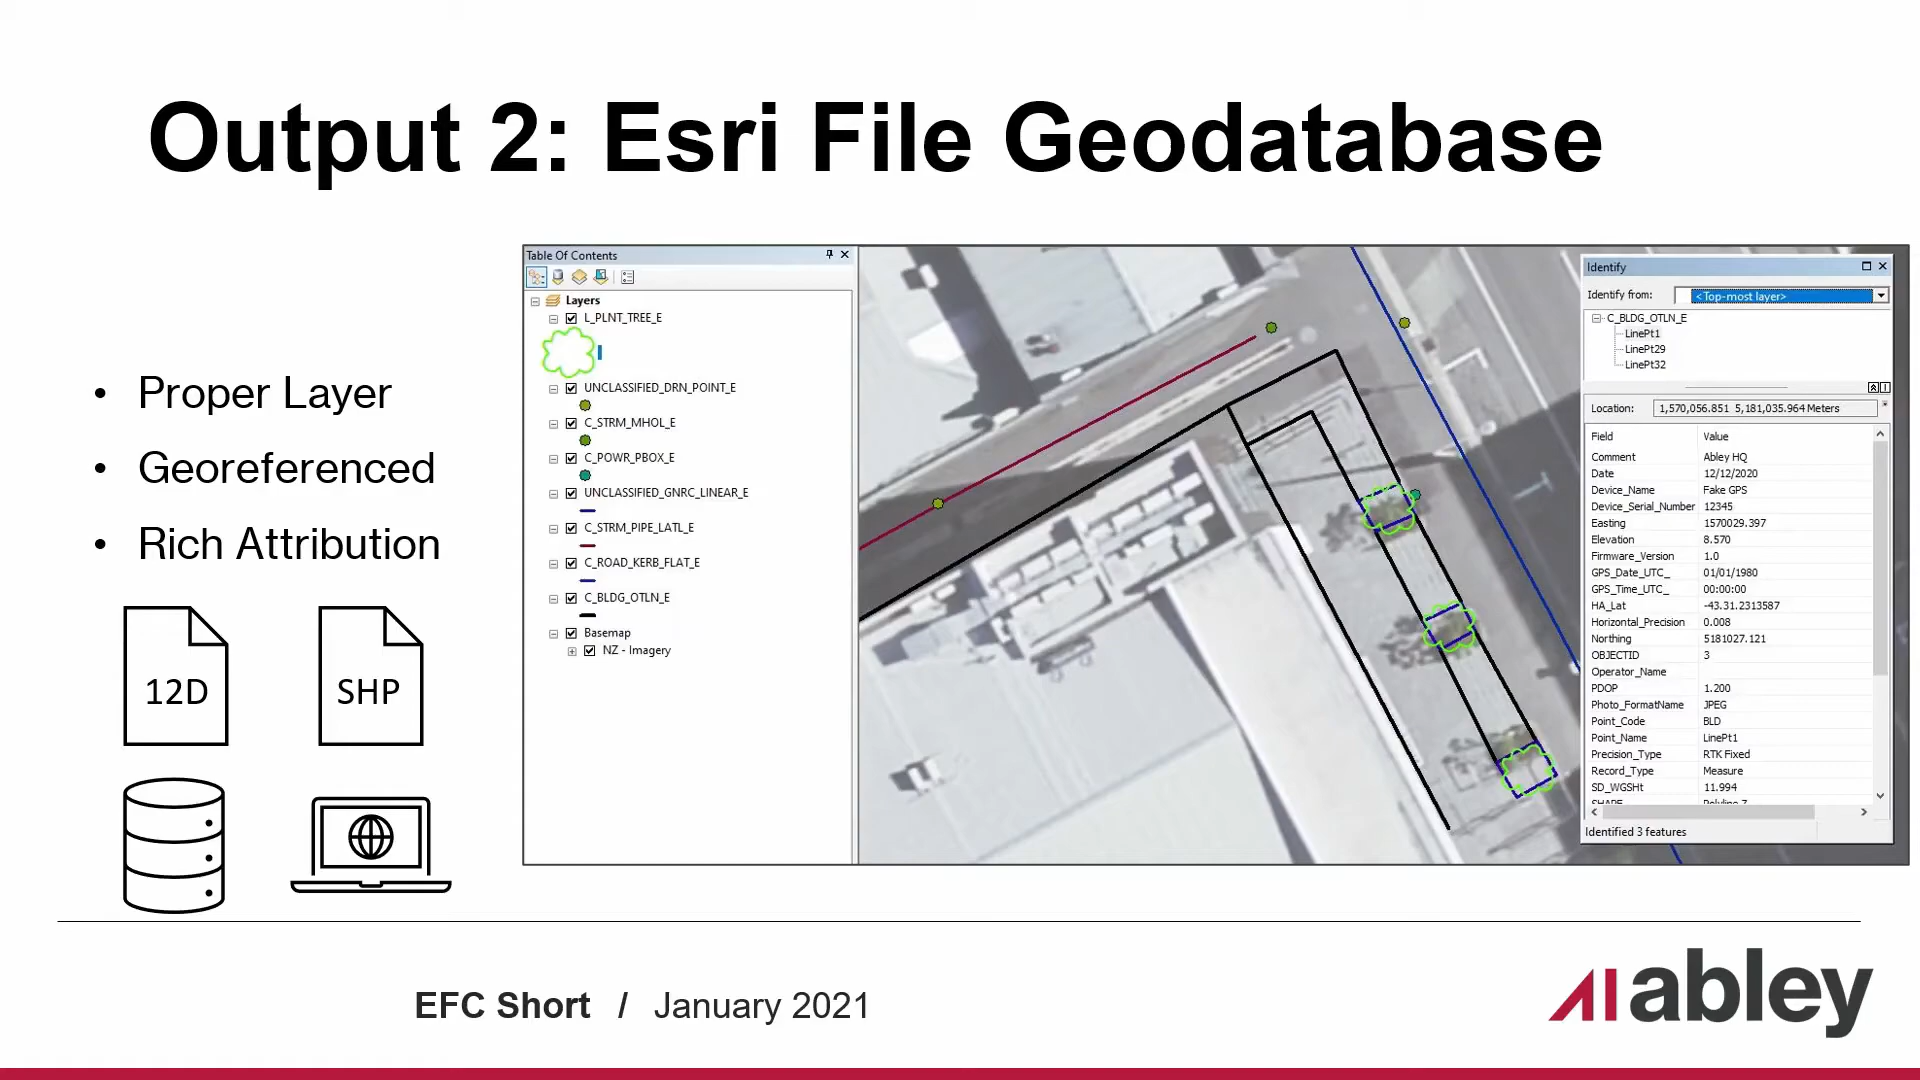 Output 2: Esri File Geodatabase
• Proper Layer
• Georeferenced
• Rich Attribution
12D
SHP
Table Of Contents
Layers
L_PLNT_TREE_E
UNCLASSIFIED_DRN_POINT_E
C_STRM_MHOL_E
C_POWR_PBOX_E
UNCLASSIFIED_GNRC_LINEAR_E
C_STRM_PIPE_LATL_E
C_ROAD_KERB_FLAT_E
C_BLDG_OTLN_E
Basemap
NZ - Imagery
Identify
Identify from: <Top-most layer>
C_BLDG_OTLN_E
LinePt1
LinePt29
LinePt32
Location: 1,570,056.851 5,181,035.964 Meters
Field Value
Comment Abley HQ
Date 12/12/2020
Device_Name Fake GPS
Device_Serial_Number 12345
Easting 1570029.397
Elevation 8.570
Firmware_Version 1.0
GPS_Date_UTC_ 01/01/1980
GPS_Time_UTC_ 00:00:00
HA_Lat -43.31.2313587
Horizontal_Precision 0.008
Northing 5181027.121
OBJECTID 3
Operator_Name
PDOP 1.200
Photo_FormatName JPEG
Point_Code BLD
Point_Name LinePt1
Precision_Type RTK Fixed
Record_Type Measure
SD_WGSHt 11.994
SHAPE Polyline Z
Identified 3 features
EFC Short / January 2021
abley